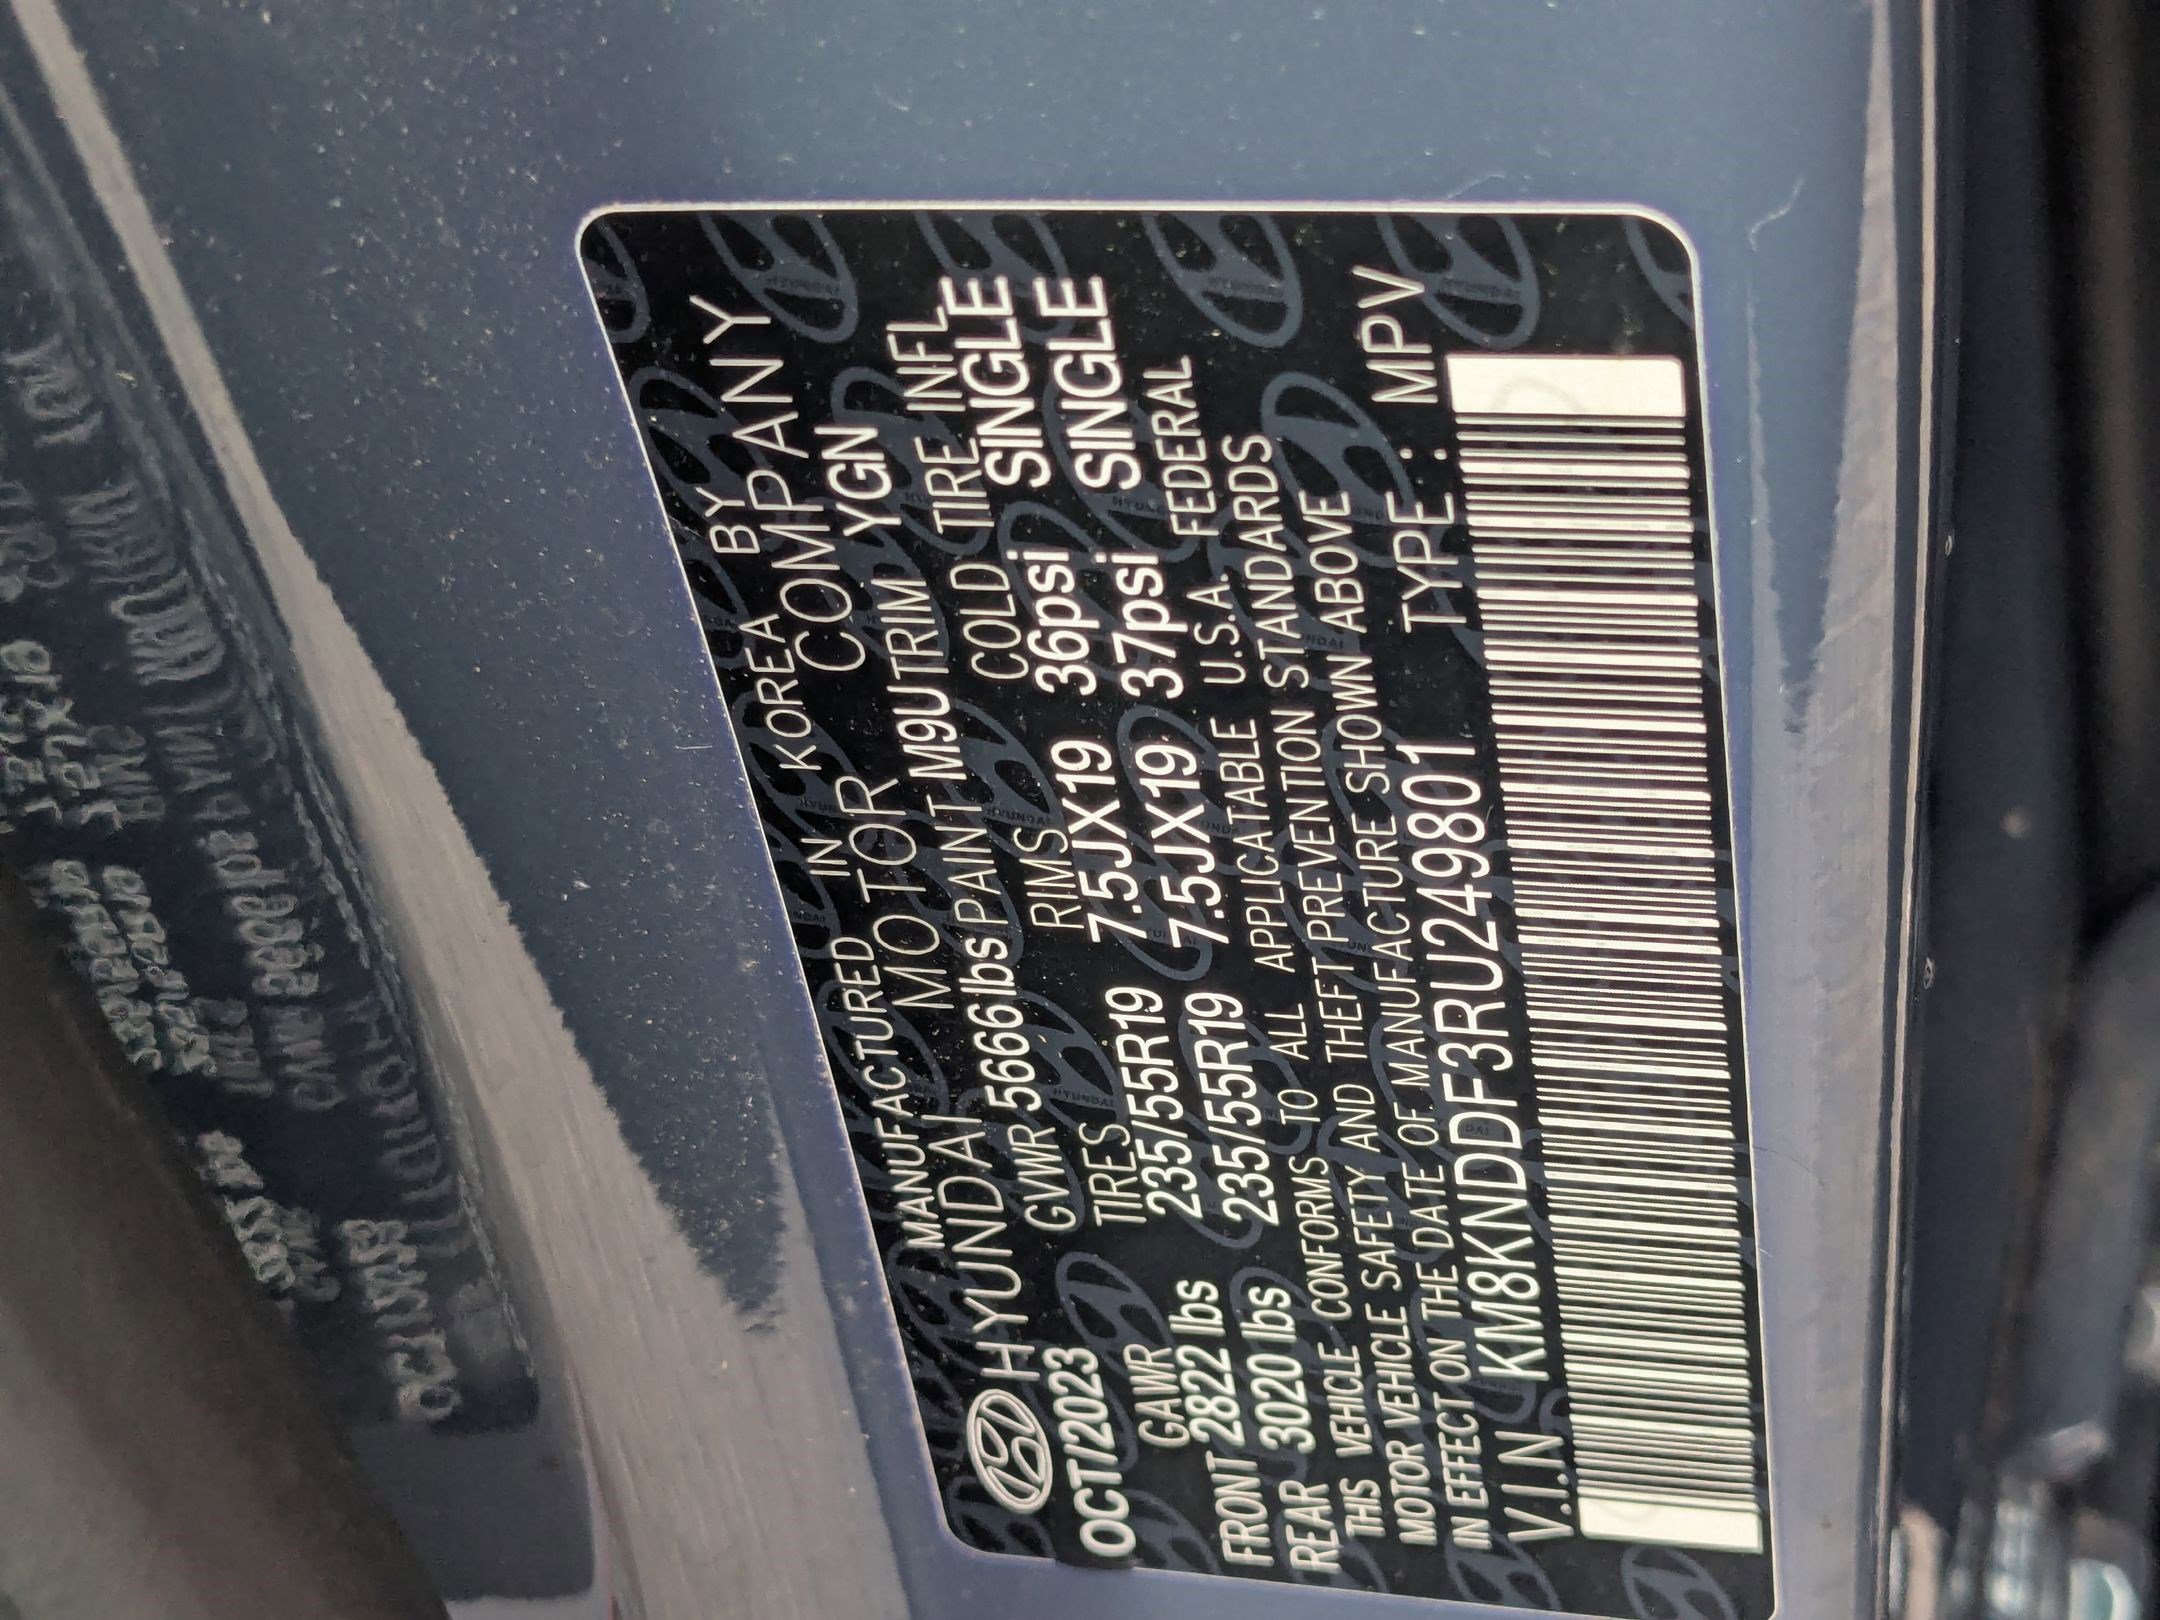 MANUFACTURED IN KOREA BY
HYUNDAI MOTOR COMPANY
OCT/2023 GVWR 5666lbs PAINT M9U TRIM YGN
GAWR TIRES RIMS COLD TIRE INFL
FRONT 2822 lbs 235/55R19 7.5JX19 36psi SINGLE
REAR 3020 lbs 235/55R19 7.5JX19 37psi SINGLE
THIS VEHICLE CONFORMS TO ALL APPLICATABLE U.S.A. FEDERAL
MOTOR VEHICLE SAFETY AND THEFT PREVENTION STANDARDS
IN EFFECT ON THE DATE OF MANUFACTURE SHOWN ABOVE
V.I.N KM8KNDDF3RU249801 TYPE : MPV